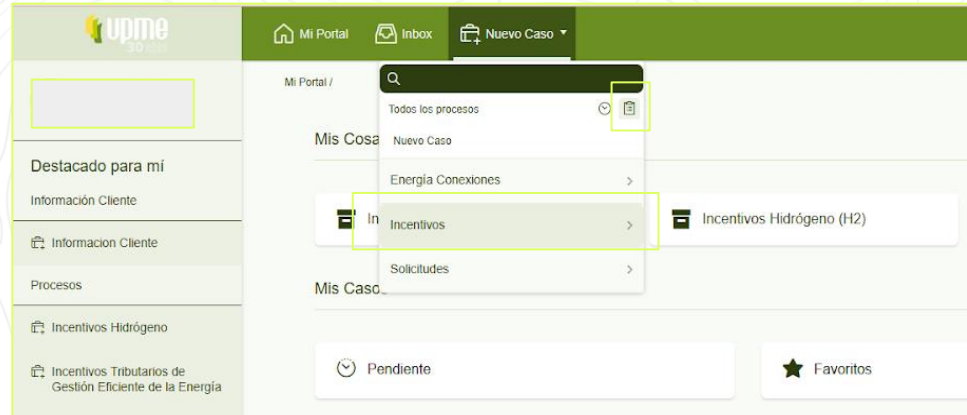 upme
30 años
Mi Portal
Inbox
Nuevo Caso
Mi Portal /
Todos los procesos
Nuevo Caso
Mis Cosa
Energía Conexiones
Incentivos
Solicitudes
In
Incentivos Hidrógeno (H2)
Mis Casos
Pendiente
Favoritos
Destacado para mí
Información Cliente
Informacion Cliente
Procesos
Incentivos Hidrógeno
Incentivos Tributarios de
Gestión Eficiente de la Energía